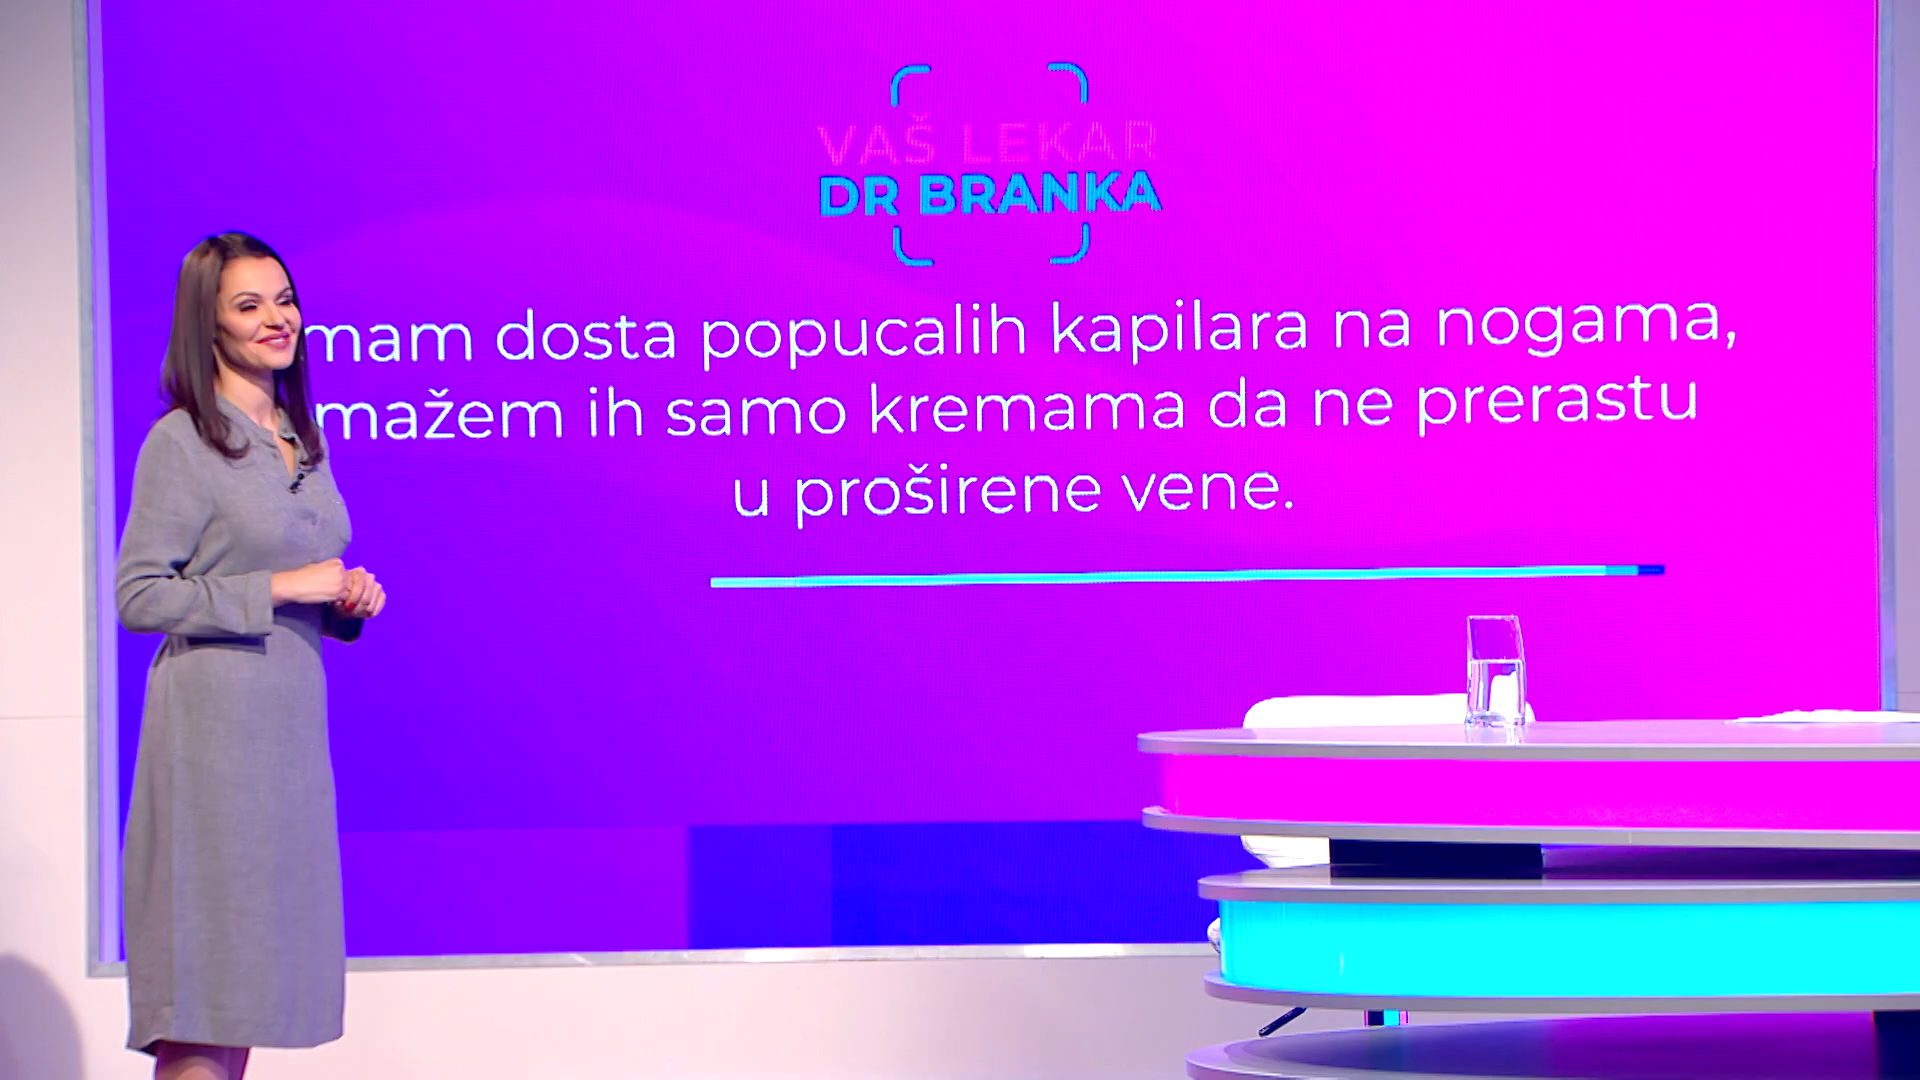 VAŠ LEKAR
DR BRANKA
mam dosta popucalih kapilara na nogama,
mažem ih samo kremama da ne prerastu
u proširene vene.